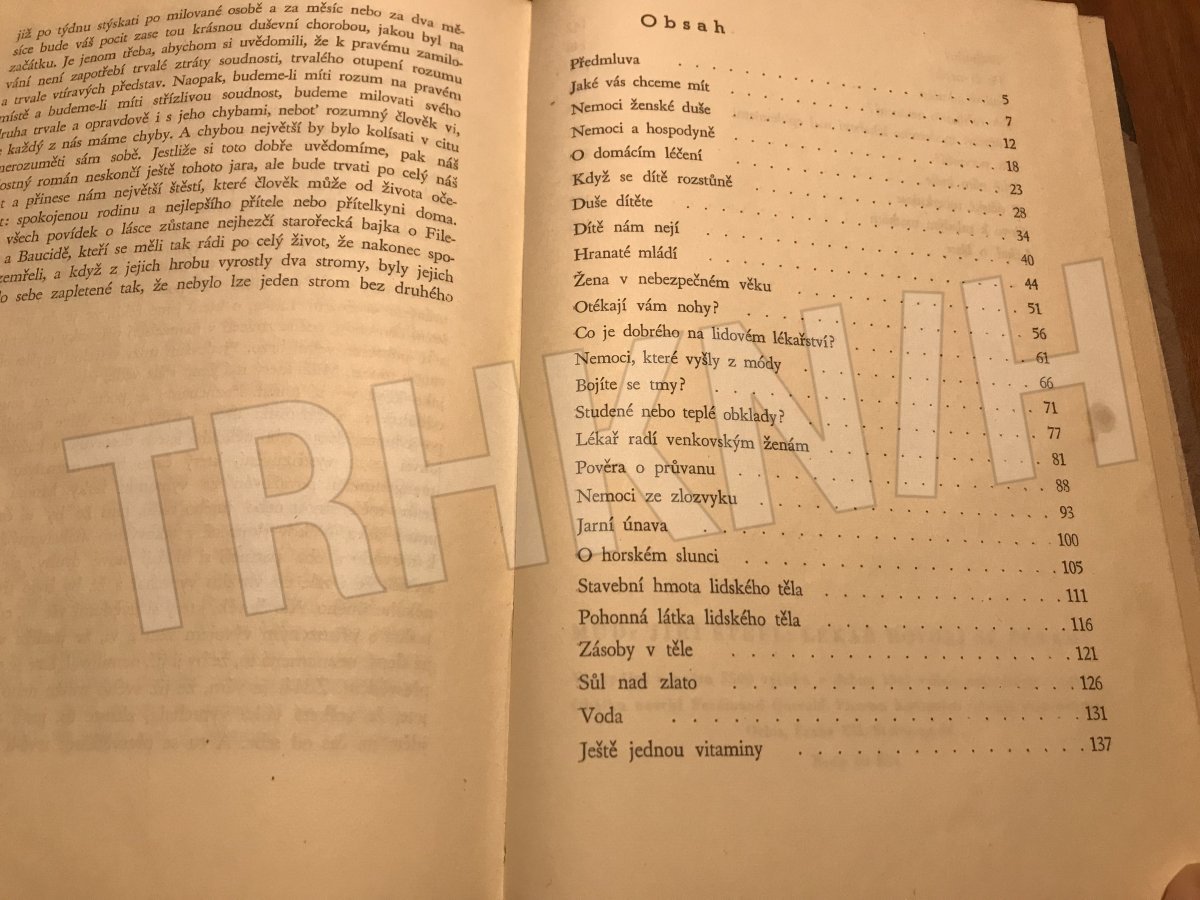 již po týdnu stýskati po milované osobě a za měsíc nebo za dva mě-
síce bude váš pocit zase tou krásnou duševní chorobou, jakou byl na
začátku. Je jenom třeba, abychom si uvědomili, že k pravému zamilo-
vání není zapotřebí trvalé ztráty soudnosti, trvalého otupení rozumu
a trvale vtíravých představ. Naopak, budeme-li míti rozum na pravém
místě a budeme-li míti střízlivou soudnost, budeme milovati svého
druha trvale a opravdově i s jeho chybami, neboť rozumný člověk ví,
každý z nás máme chyby. A chybou největší by bylo kolísati v citu
nerozuměti sám sobě. Jestliže si toto dobře uvědomíme, pak náš
ostný román neskončí ještě tohoto jara, ale bude trvati po celý náš
t a přinese nám největší štěstí, které člověk může od života oče-
t: spokojenou rodinu a nejlepšího přítele nebo přítelkyni doma.
všech povídek o lásce zůstane nejhezčí starořecká bajka o File-
a Baucidě, kteří se měli tak rádi po celý život, že nakonec spo-
zemřeli, a když z jejich hrobu vyrostly dva stromy, byly jejich
do sebe zapletené tak, že nebylo lze jeden strom bez druhého
Obsah
Předmluva . . . . . . . . . . . . . . 5
Jaké vás chceme mít . . . . . . . . . . . . 7
Nemoci ženské duše . . . . . . . . . . . . 12
Nemoci a hospodyně . . . . . . . . . . . . 18
O domácím léčení . . . . . . . . . . . . 23
Když se dítě rozstůně . . . . . . . . . . . . 28
Duše dítěte . . . . . . . . . . . . . . 34
Dítě nám nejí . . . . . . . . . . . . . 40
Hranaté mládí . . . . . . . . . . . . . 44
Žena v nebezpečném věku . . . . . . . . . . 51
Otékají vám nohy? . . . . . . . . . . . . 56
Co je dobrého na lidovém lékařství? . . . . . . . . 61
Nemoci, které vyšly z módy . . . . . . . . . . 66
Bojíte se tmy? . . . . . . . . . . . . . 71
Studené nebo teplé obklady? . . . . . . . . . . 77
Lékař radí venkovským ženám . . . . . . . . . 81
Pověra o průvanu . . . . . . . . . . . . 88
Nemoci ze zlozvyku . . . . . . . . . . . . 93
Jarní únava . . . . . . . . . . . . . . 100
O horském slunci . . . . . . . . . . . . 105
Stavební hmota lidského těla . . . . . . . . . . 111
Pohonná látka lidského těla . . . . . . . . . . 116
Zásoby v těle . . . . . . . . . . . . . 121
Sůl nad zlato . . . . . . . . . . . . . 126
Voda . . . . . . . . . . . . . . . 131
Ještě jednou vitaminy . . . . . . . . . . . 137
TRHKNIH